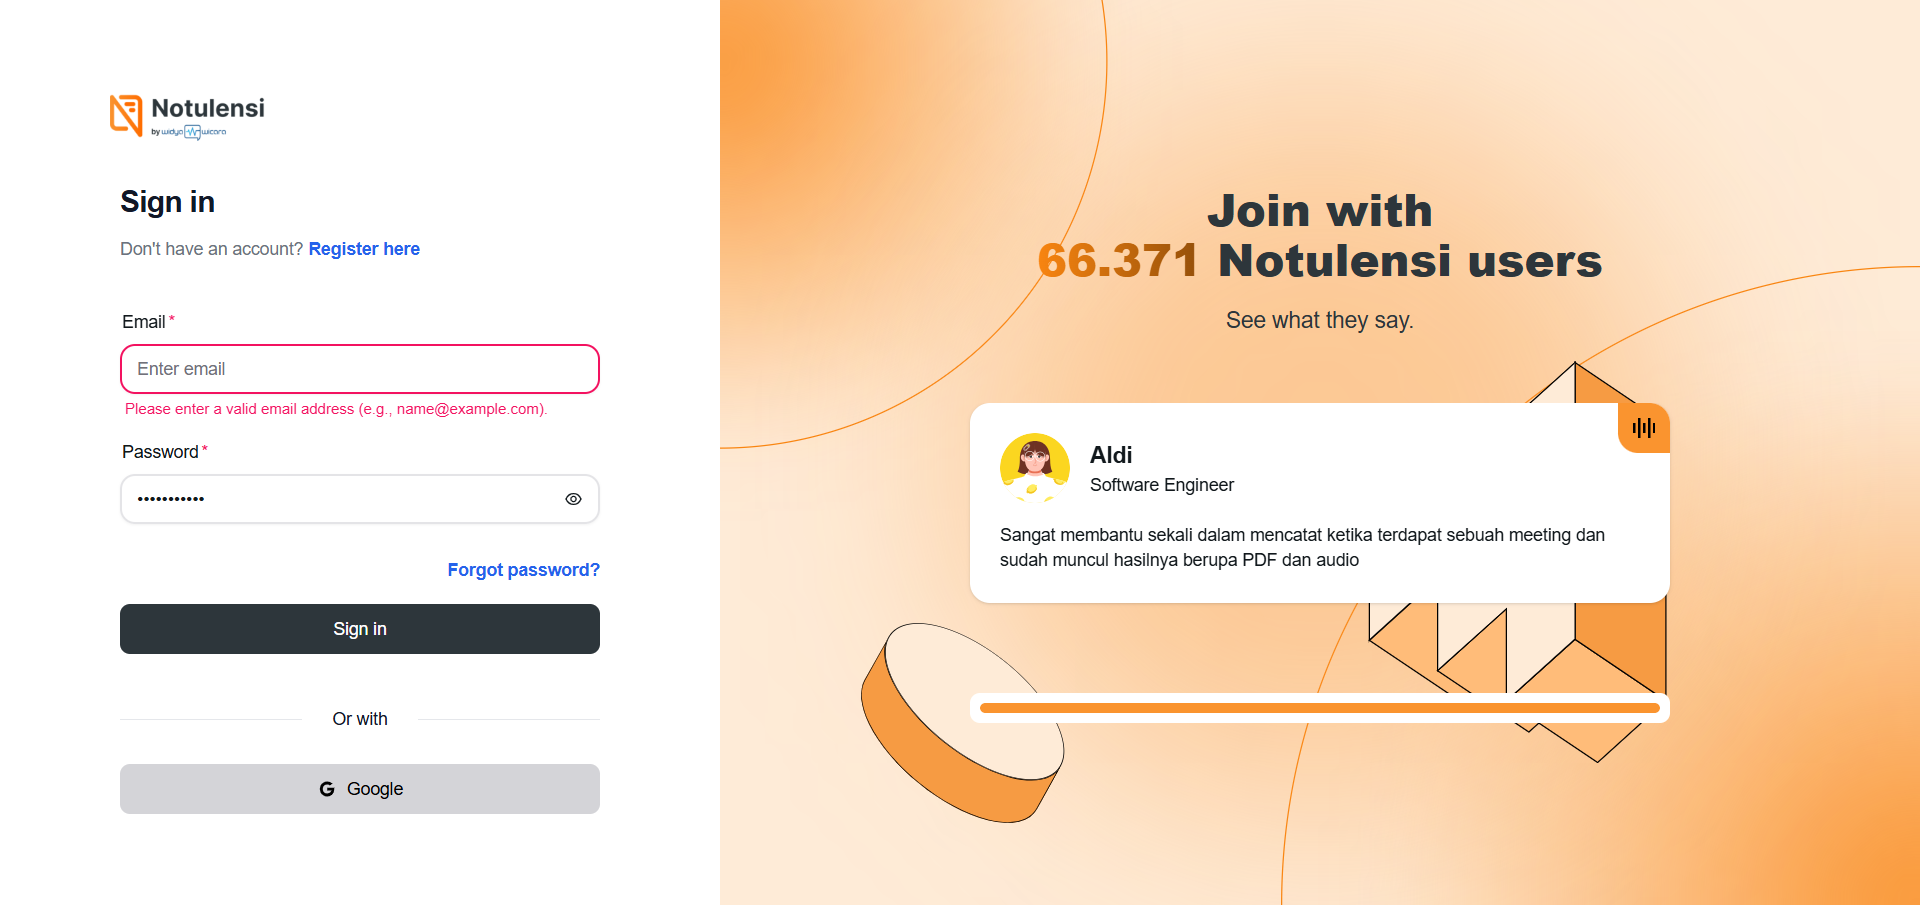 Notulensi
by widya wicara
Sign in
Don't have an account? Register here
Email *
Enter email
Please enter a valid email address (e.g., name@example.com).
Password *
•••••••••••
Forgot password?
Sign in
Or with
Google
Join with
66.371 Notulensi users
See what they say.
Aldi
Software Engineer
Sangat membantu sekali dalam mencatat ketika terdapat sebuah meeting dan
sudah muncul hasilnya berupa PDF dan audio